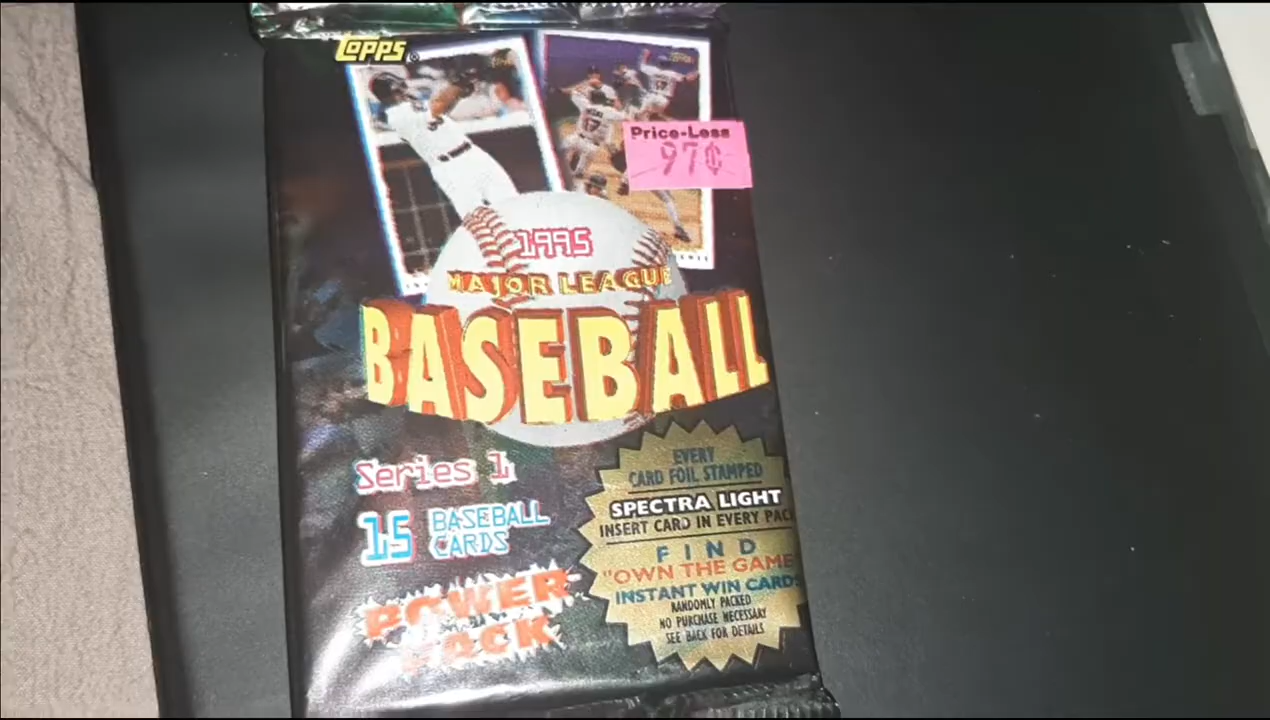 TOPPS
Price-Less
97¢
17
1995
MAJOR LEAGUE
BASEBALL
Series 1
15 BASEBALL
CARDS
POWER
PACK
EVERY
CARD FOIL STAMPED
SPECTRA LIGHT
INSERT CARD IN EVERY PAC
FIND
"OWN THE GAME
INSTANT WIN CARDS
RANDOMLY PACKED
NO PURCHASE NECESSARY
SEE BACK FOR DETAILS